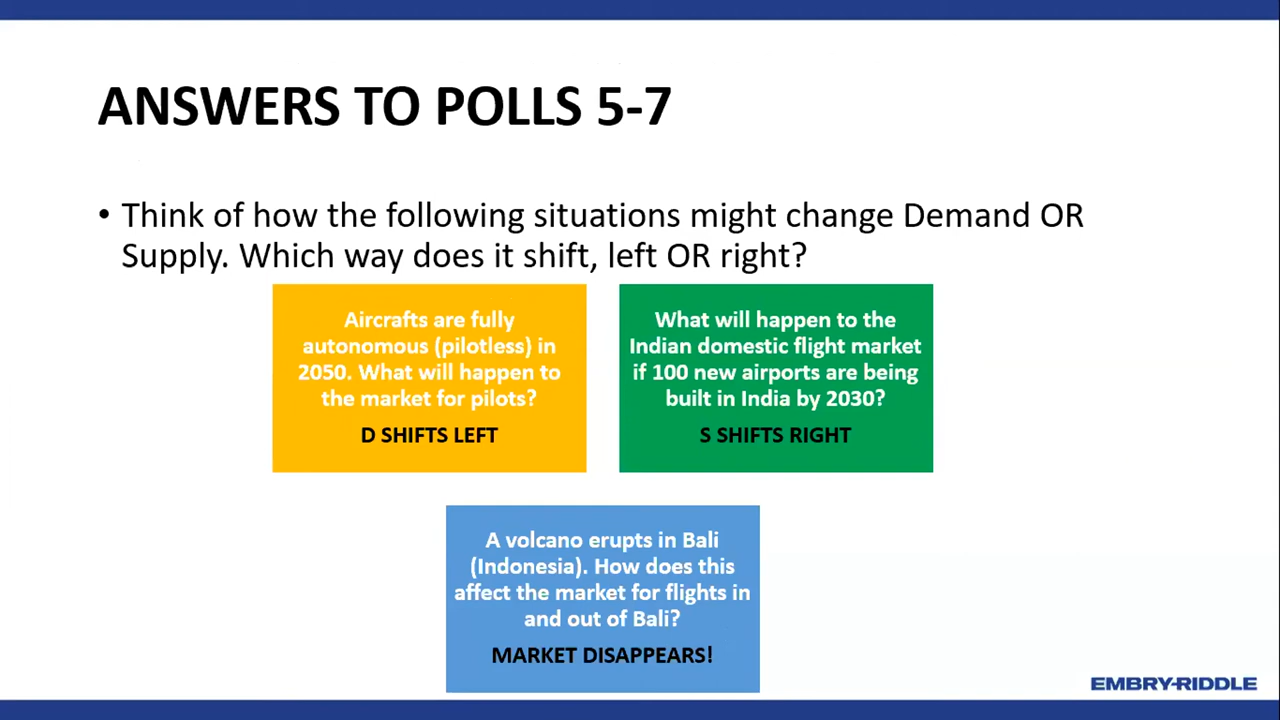 ANSWERS TO POLLS 5-7
• Think of how the following situations might change Demand OR
Supply. Which way does it shift, left OR right?
Aircrafts are fully
autonomous (pilotless) in
2050. What will happen to
the market for pilots?
D SHIFTS LEFT
What will happen to the
Indian domestic flight market
if 100 new airports are being
built in India by 2030?
S SHIFTS RIGHT
A volcano erupts in Bali
(Indonesia). How does this
affect the market for flights in
and out of Bali?
MARKET DISAPPEARS!
EMBRY-RIDDLE